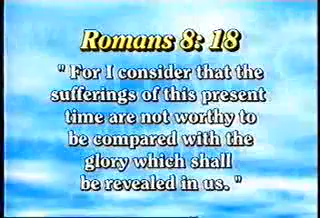 Romans 8: 18
" For I consider that the
sufferings of this present
time are not worthy to
be compared with the
glory which shall
be revealed in us. "